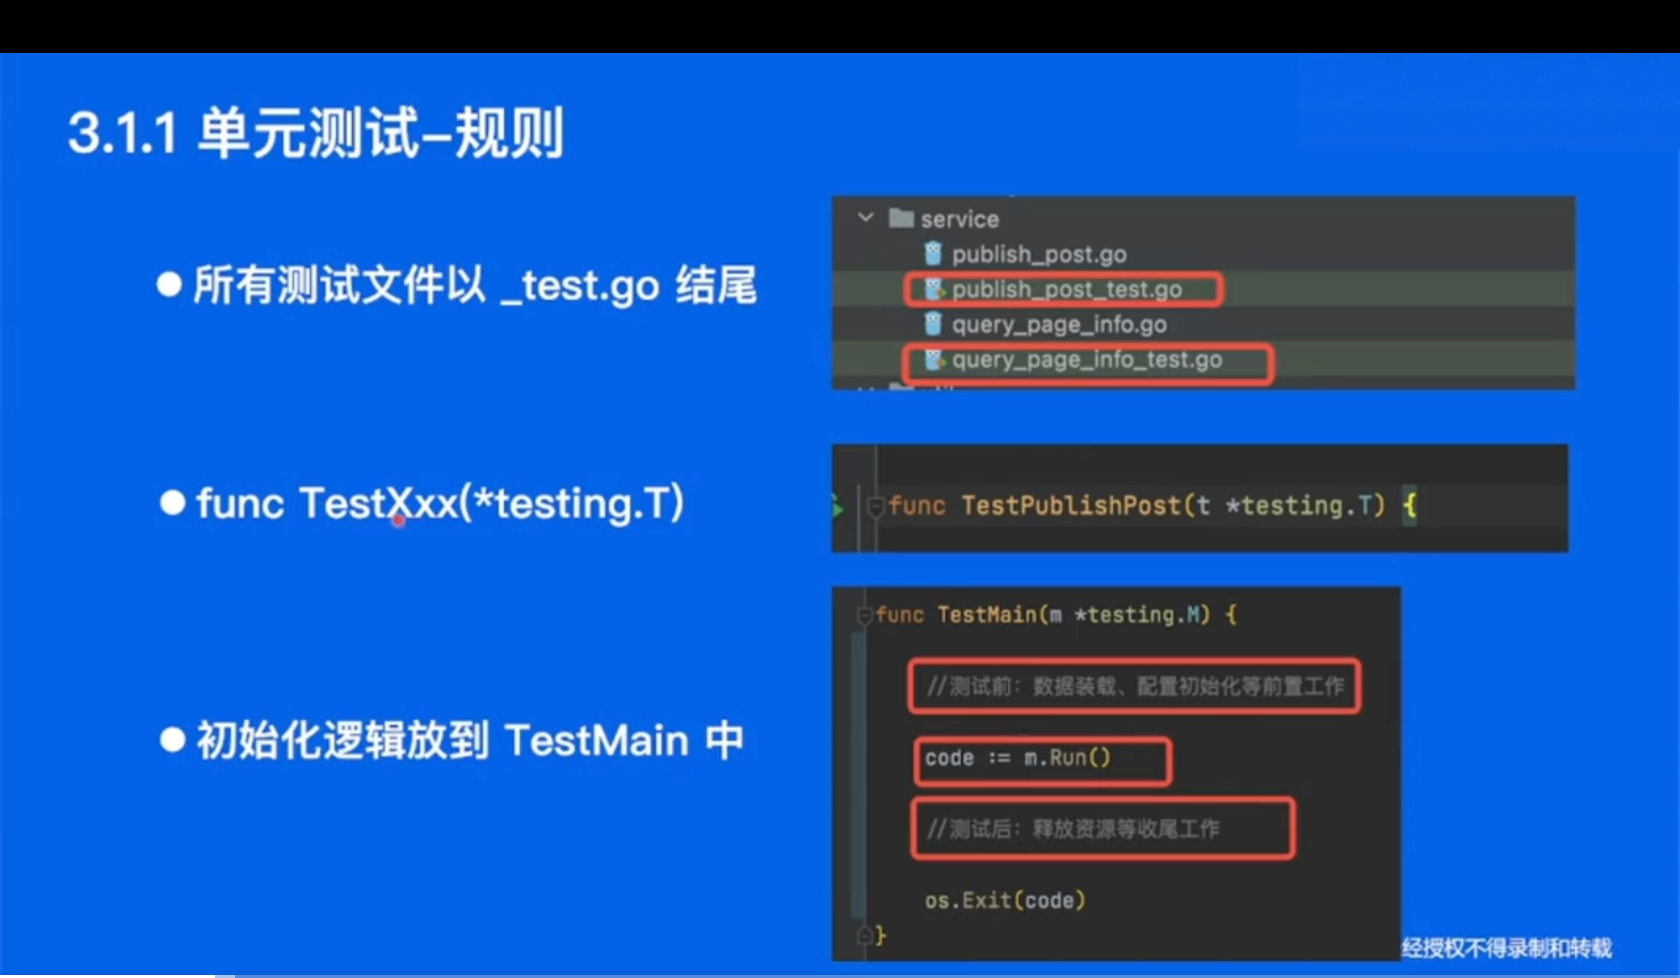 3.1.1 单元测试–规则
●所有测试文件以 _test.go 结尾
service
publish_post.go
publish_post_test.go
query_page_info.go
query_page_info_test.go
●func TestXxx(*testing.T)
func TestPublishPost(t *testing.T) {
●初始化逻辑放到 TestMain 中
func TestMain(m *testing.M) {
//测试前：数据装载、配置初始化等前置工作
code := m.Run()
//测试后：释放资源等收尾工作
os.Exit(code)
}
经授权不得录制和转载